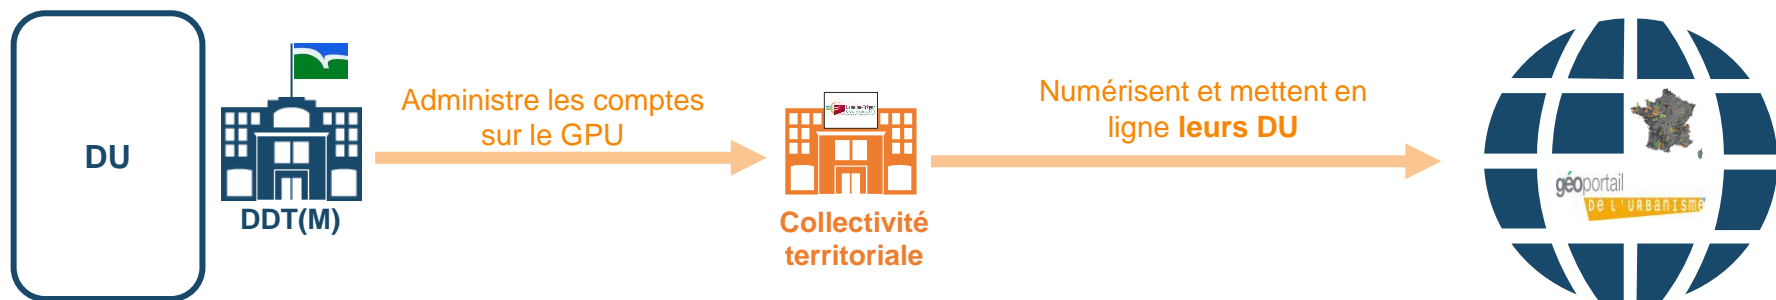 DU
DDT(M)
Administre les comptes
sur le GPU
Collectivité
territoriale
Numérisent et mettent en
ligne leurs DU
géoportail
DE L'URBANISME